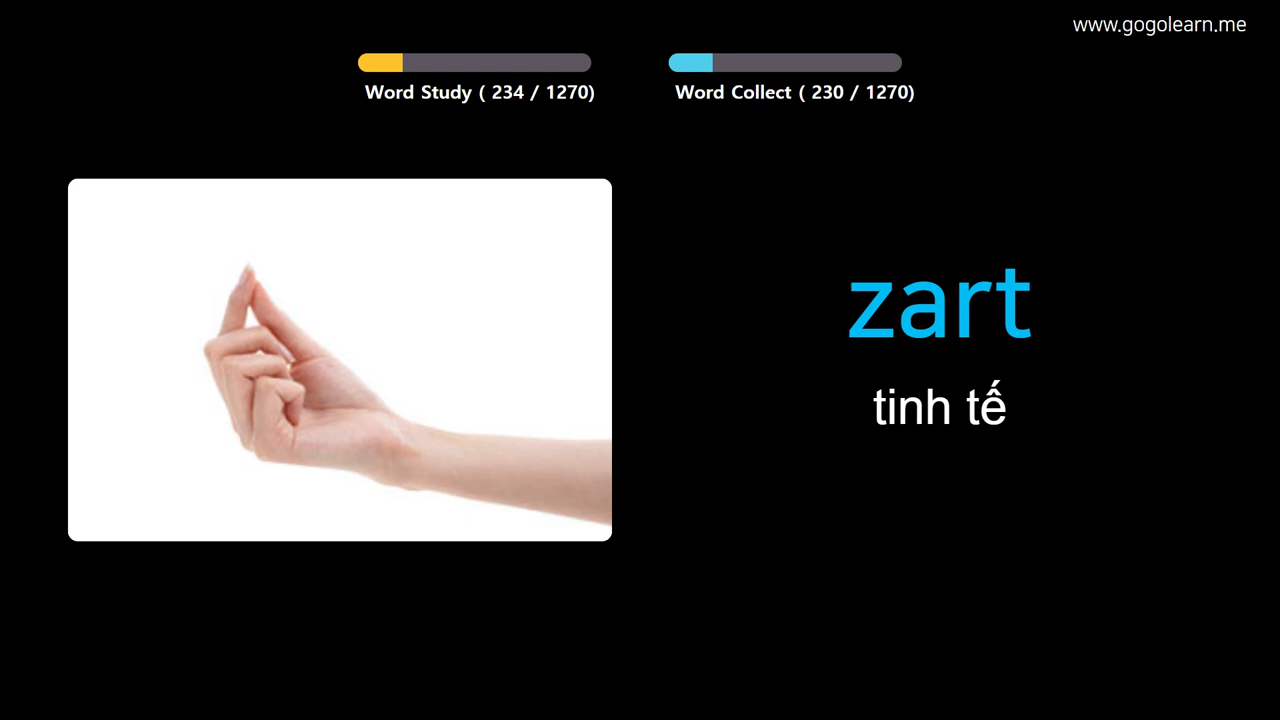 www.gogolearn.me
Word Study ( 234 / 1270)
Word Collect ( 230 / 1270)
zart
tinh tế